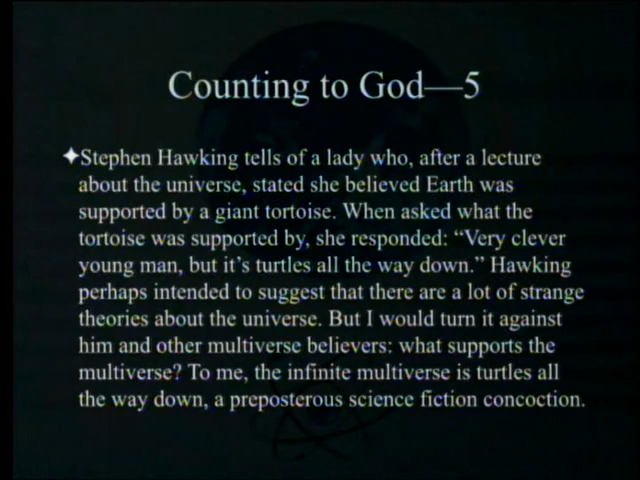 Counting to God—5
✦Stephen Hawking tells of a lady who, after a lecture
about the universe, stated she believed Earth was
supported by a giant tortoise. When asked what the
tortoise was supported by, she responded: “Very clever
young man, but it’s turtles all the way down.” Hawking
perhaps intended to suggest that there are a lot of strange
theories about the universe. But I would turn it against
him and other multiverse believers: what supports the
multiverse? To me, the infinite multiverse is turtles all
the way down, a preposterous science fiction concoction.